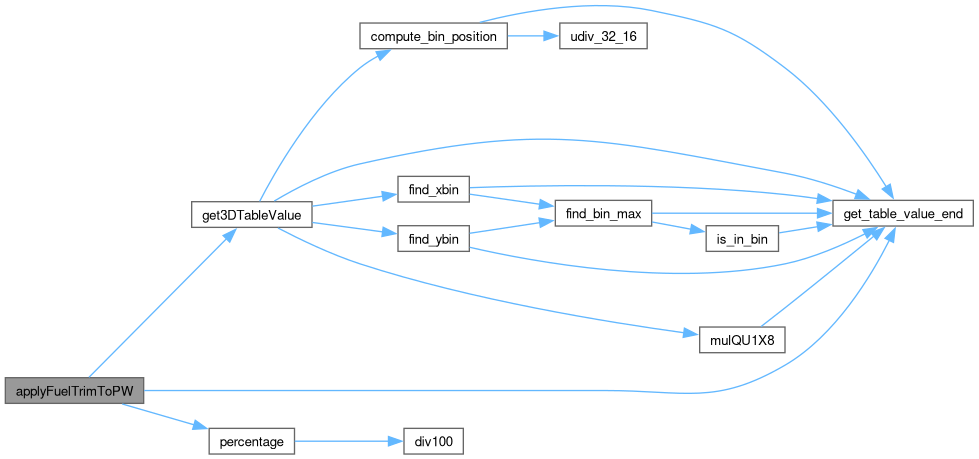 compute_bin_position
udiv_32_16
find_xbin
get3DTableValue
find_bin_max
get_table_value_end
find_ybin
is_in_bin
mulQU1X8
applyFuelTrimToPW
percentage
div100